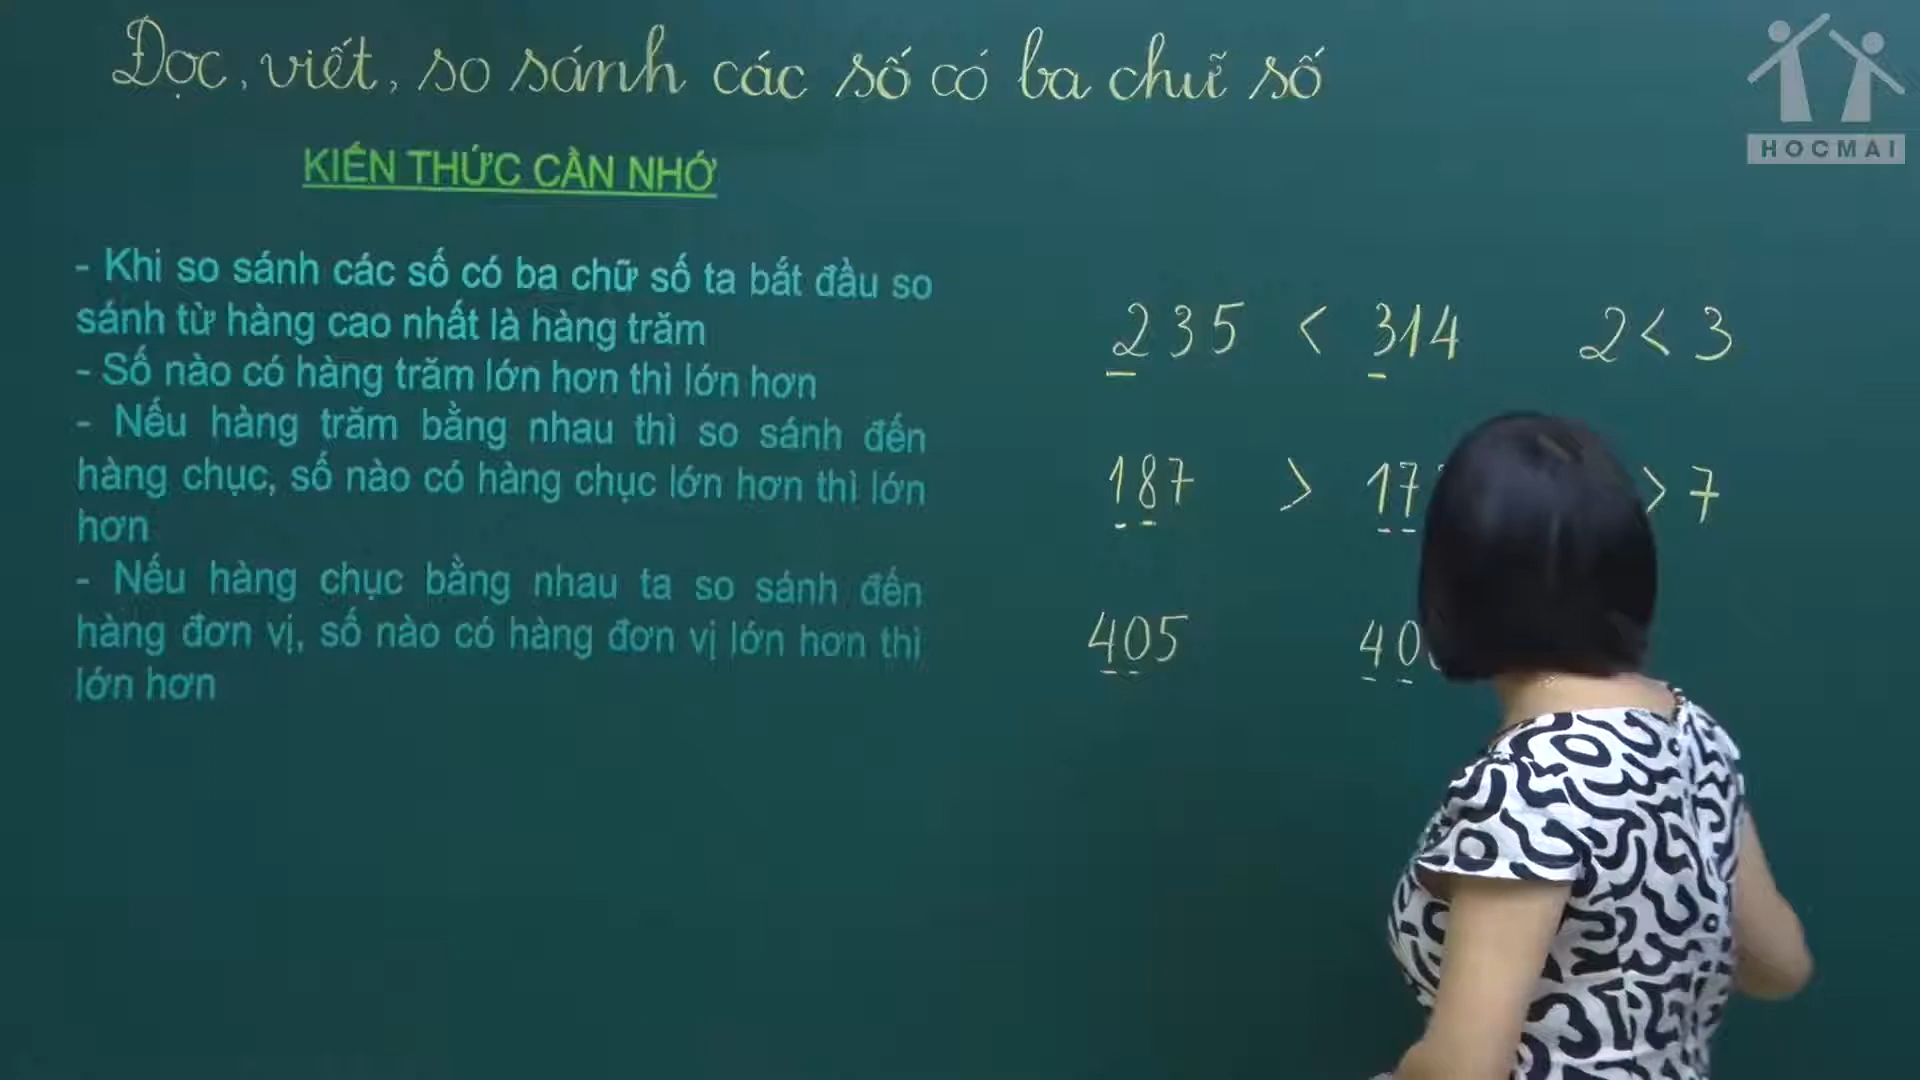 Đọc, viết, so sánh các số có ba chữ số
HOCMAI
KIẾN THỨC CẦN NHỚ
- Khi so sánh các số có ba chữ số ta bắt đầu so
sánh từ hàng cao nhất là hàng trăm
- Số nào có hàng trăm lớn hơn thì lớn hơn
- Nếu hàng trăm bằng nhau thì so sánh đến
hàng chục, số nào có hàng chục lớn hơn thì lớn
hơn
- Nếu hàng chục bằng nhau ta so sánh đến
hàng đơn vị, số nào có hàng đơn vị lớn hơn thì
lớn hơn
235 < 314 2 < 3
187 > 17 > 7
405 40